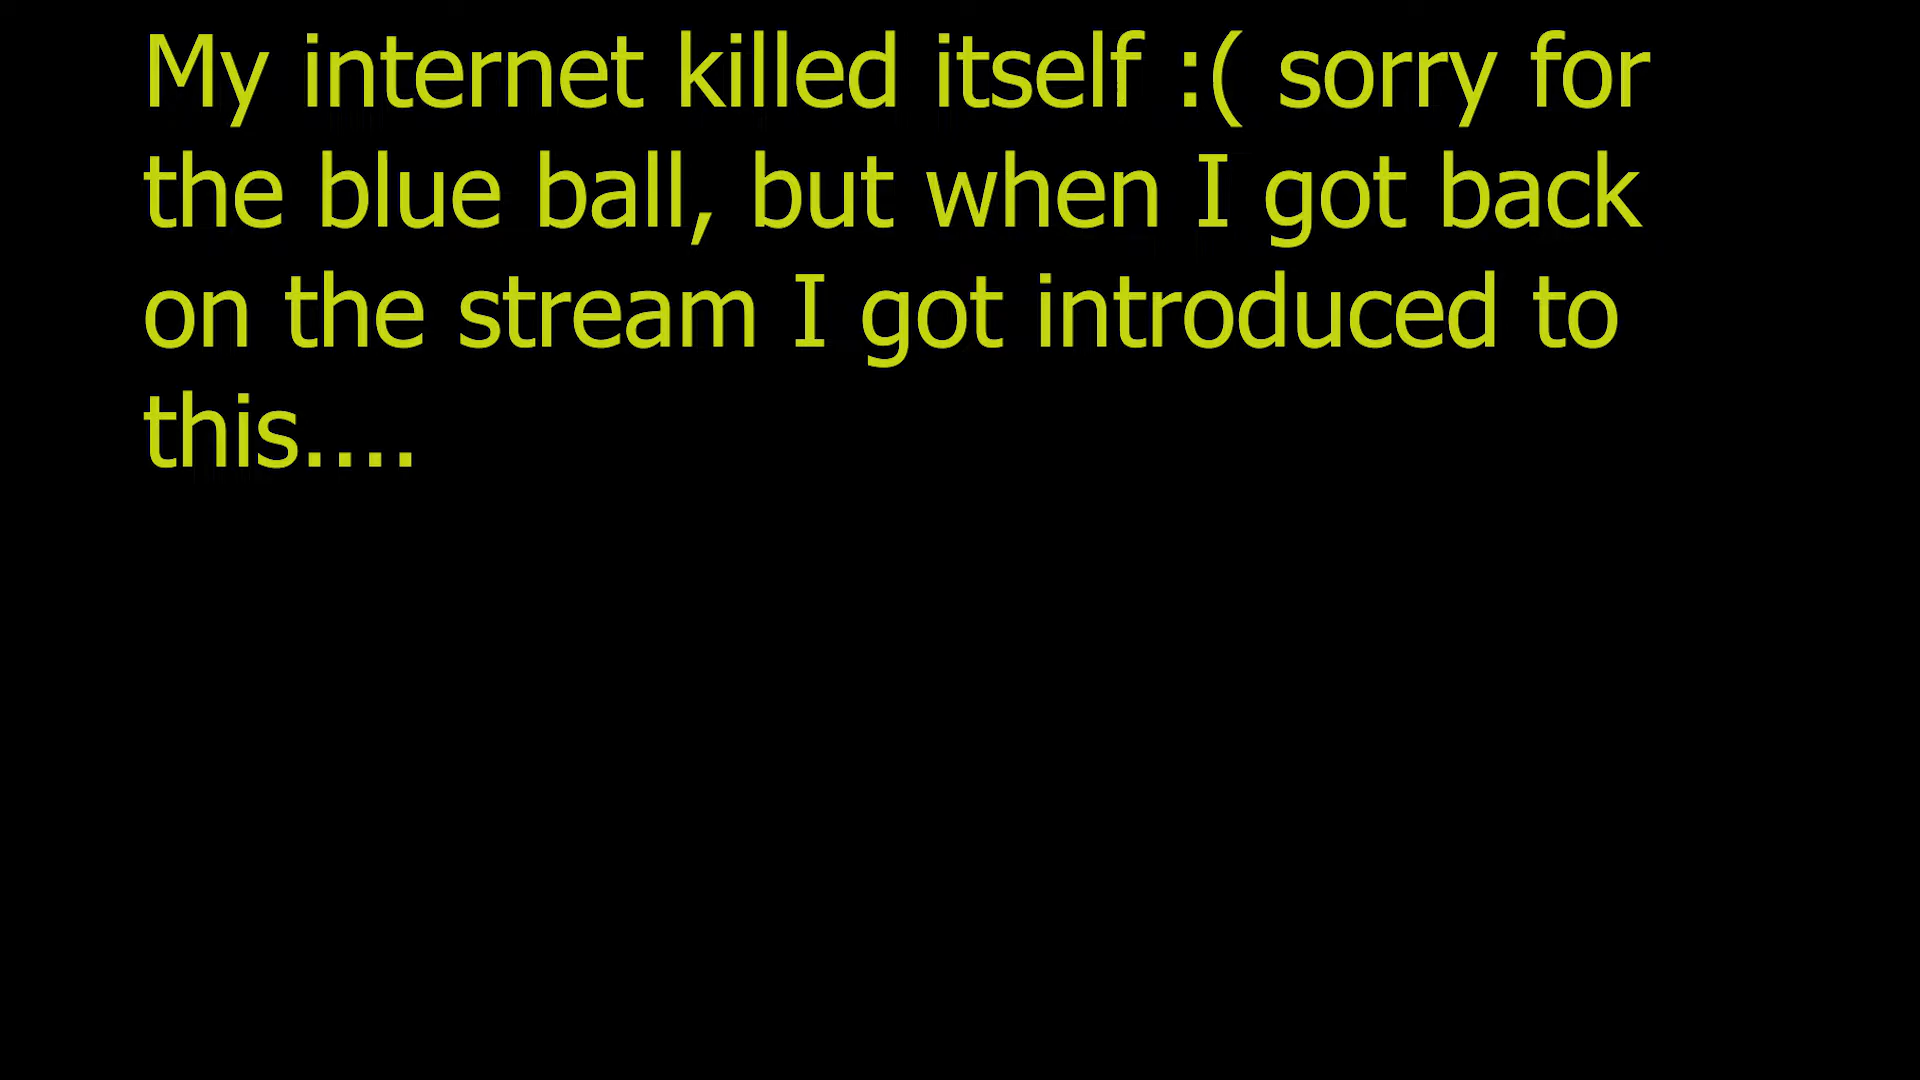 My internet killed itself :( sorry for
the blue ball, but when I got back
on the stream I got introduced to
this....